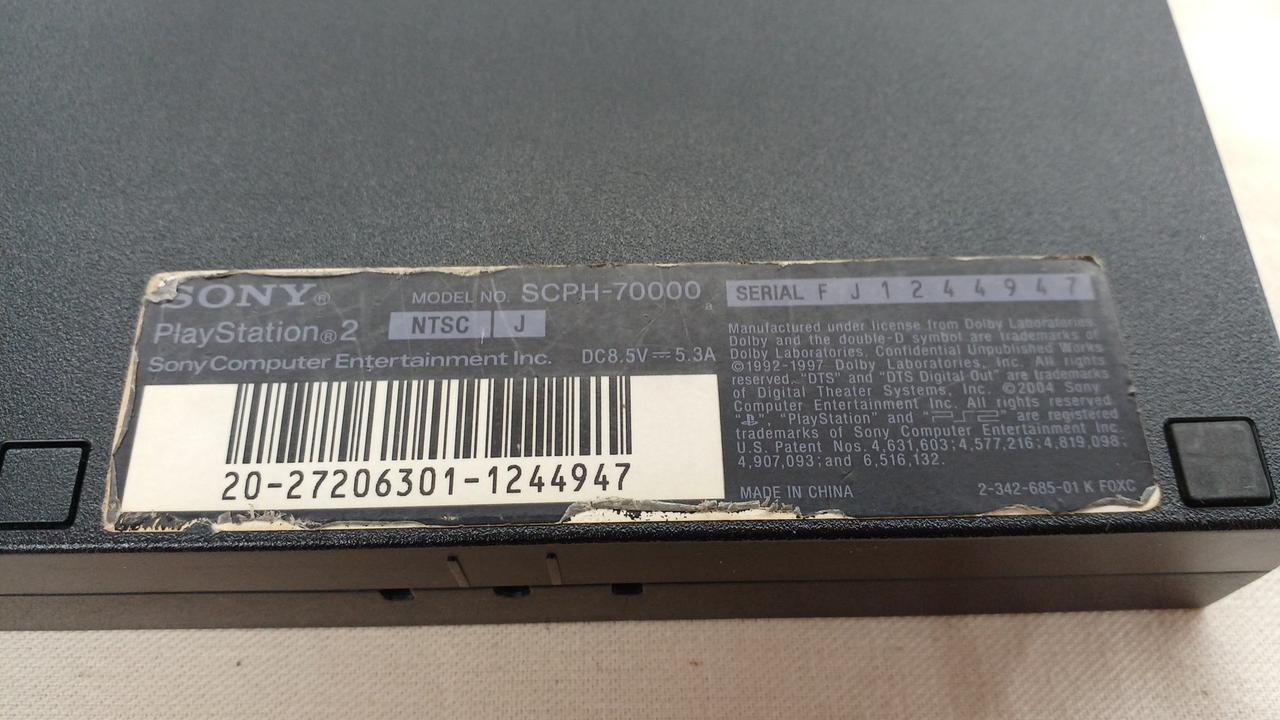 SONY®
MODEL NO. SCPH-70000
PlayStation®2
NTSC J
Sony Computer Entertainment Inc. DC8.5V 5.3A
20-27206301-1244947
SERIAL F J 1 2 4 4 9 4 7
Manufactured under license from Dolby Laboratories.
Dolby and the double-D symbol are trademarks of
Dolby Laboratories. Confidential Unpublished Works
©1992-1997 Dolby Laboratories, Inc. All rights
reserved. "DTS" and "DTS Digital Out" are trademarks
of Digital Theater Systems, Inc. ©2004 Sony
Computer Entertainment Inc. All rights reserved.
" ", "PlayStation" and "PS2" are registered
trademarks of Sony Computer Entertainment Inc.
U.S. Patent Nos. 4,631,603; 4,577,216; 4,819,098;
4,907,093; and 6,516,132.
MADE IN CHINA 2-342-685-01 K FOXC